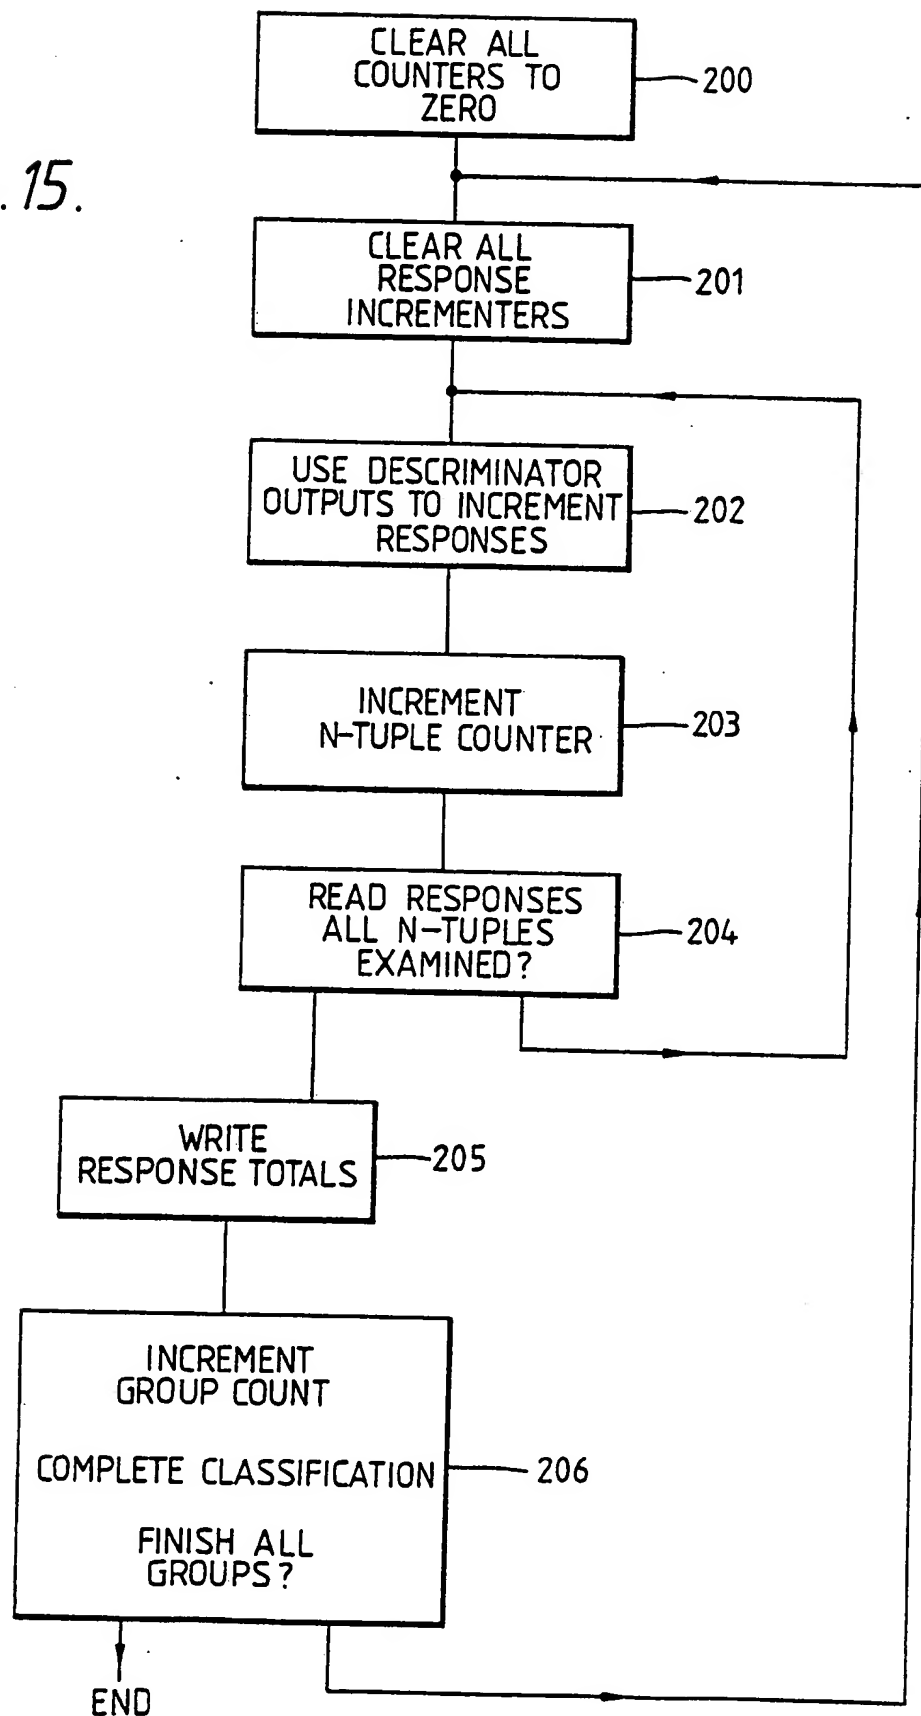 CLEAR ALL
COUNTERS TO
ZERO
200
. 15.
CLEAR ALL
RESPONSE
INCREMENTERS
201
USE DESCRIMINATOR
OUTPUTS TO INCREMENT
RESPONSES
202
INCREMENT
N-TUPLE COUNTER
203
READ RESPONSES
ALL N-TUPLES
EXAMINED?
204
WRITE
RESPONSE TOTALS
205
INCREMENT
GROUP COUNT
COMPLETE CLASSIFICATION
FINISH ALL
GROUPS?
206
END